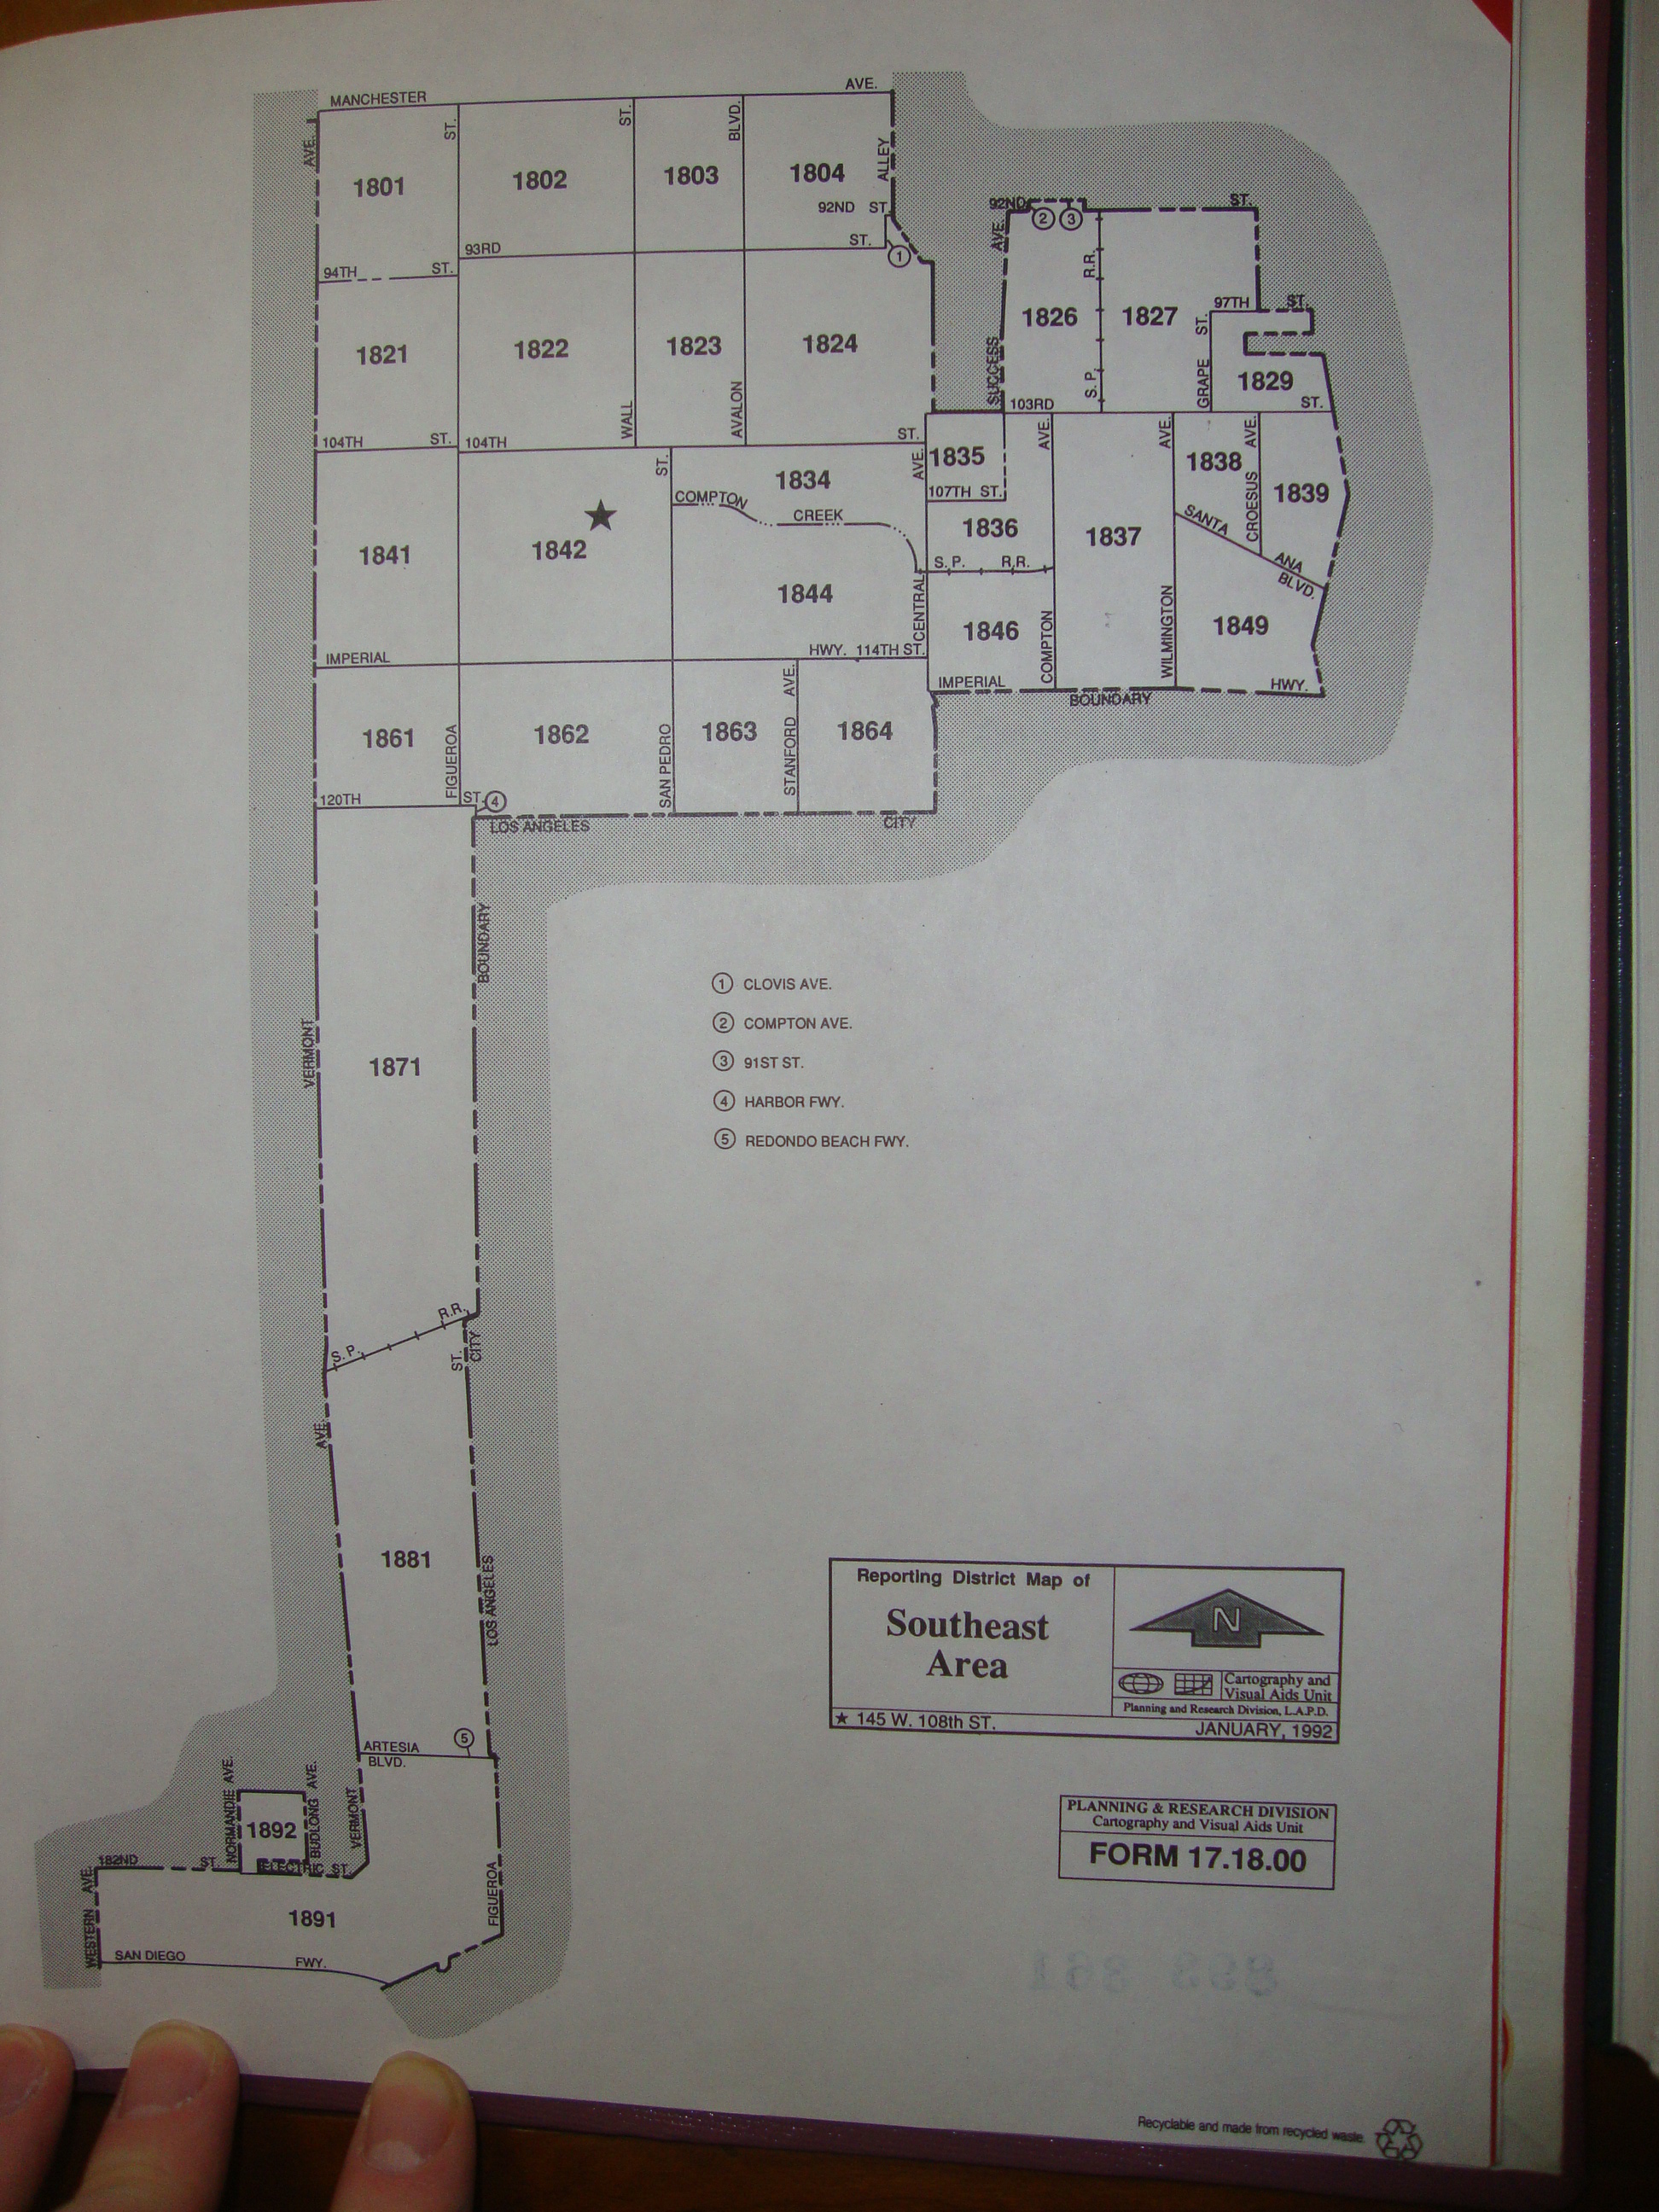 MANCHESTER AVE.
AVE.
ST.
ST.
BLVD.
ALLEY
1801
1802
1803
1804
92ND ST.
92ND ST.
2 3
AVE.
93RD ST.
1
94TH ST.
R.R.
97TH ST.
1826
1827
ST.
1821
1822
1823
1824
SUCCESS
S. P.
GRAPE
1829
WALL
AVALON
103RD ST.
104TH ST.
104TH ST.
ST.
AVE.
AVE.
AVE.
AVE.
1835
1838
1834
107TH ST.
CROESUS
1839
COMPTON CREEK
SANTA ANA BLVD.
1841
1842
1836
1837
S. P. R.R.
1844
CENTRAL
1846
COMPTON
WILMINGTON
1849
IMPERIAL HWY. 114TH ST.
IMPERIAL HWY.
BOUNDARY
AVE.
1861
FIGUEROA
1862
SAN PEDRO
1863
STANFORD
1864
120TH ST.
4
LOS ANGELES CITY
BOUNDARY
1 CLOVIS AVE.
2 COMPTON AVE.
3 91ST ST.
4 HARBOR FWY.
5 REDONDO BEACH FWY.
VERMONT
1871
S. P. R.R.
ST.
CITY
AVE.
1881
LOS ANGELES
Reporting District Map of
Southeast
Area
N
Cartography and
Visual Aids Unit
Planning and Research Division, L.A.P.D.
★ 145 W. 108th ST.
JANUARY, 1992
5
ARTESIA
BLVD.
NORMANDIE AVE.
BUDLONG AVE.
VERMONT
1892
182ND ST.
ELECTRIC ST.
WESTERN AVE.
1891
FIGUEROA
SAN DIEGO FWY.
PLANNING & RESEARCH DIVISION
Cartography and Visual Aids Unit
FORM 17.18.00
Recyclable and made from recycled waste.